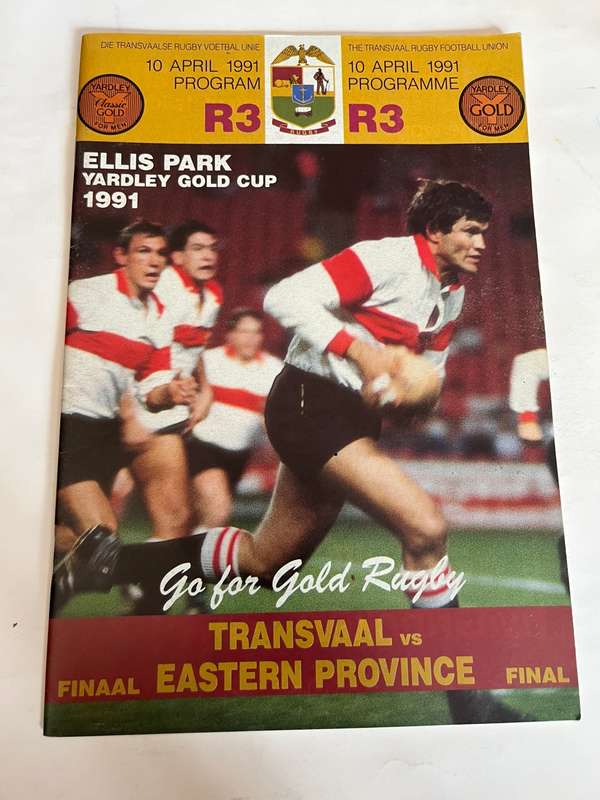 DIE TRANSVAALSE RUGBY VOETBAL UNIE
10 APRIL 1991
PROGRAM
R3
THE TRANSVAAL RUGBY FOOTBALL UNION
10 APRIL 1991
PROGRAMME
R3
YARDLEY
Classic
GOLD
FOR MEN
RUGBY
YARDLEY
Y
GOLD
FOR MEN
ELLIS PARK
YARDLEY GOLD CUP
1991
Go for Gold Rugby
TRANSVAAL vs
FINAAL EASTERN PROVINCE FINAL